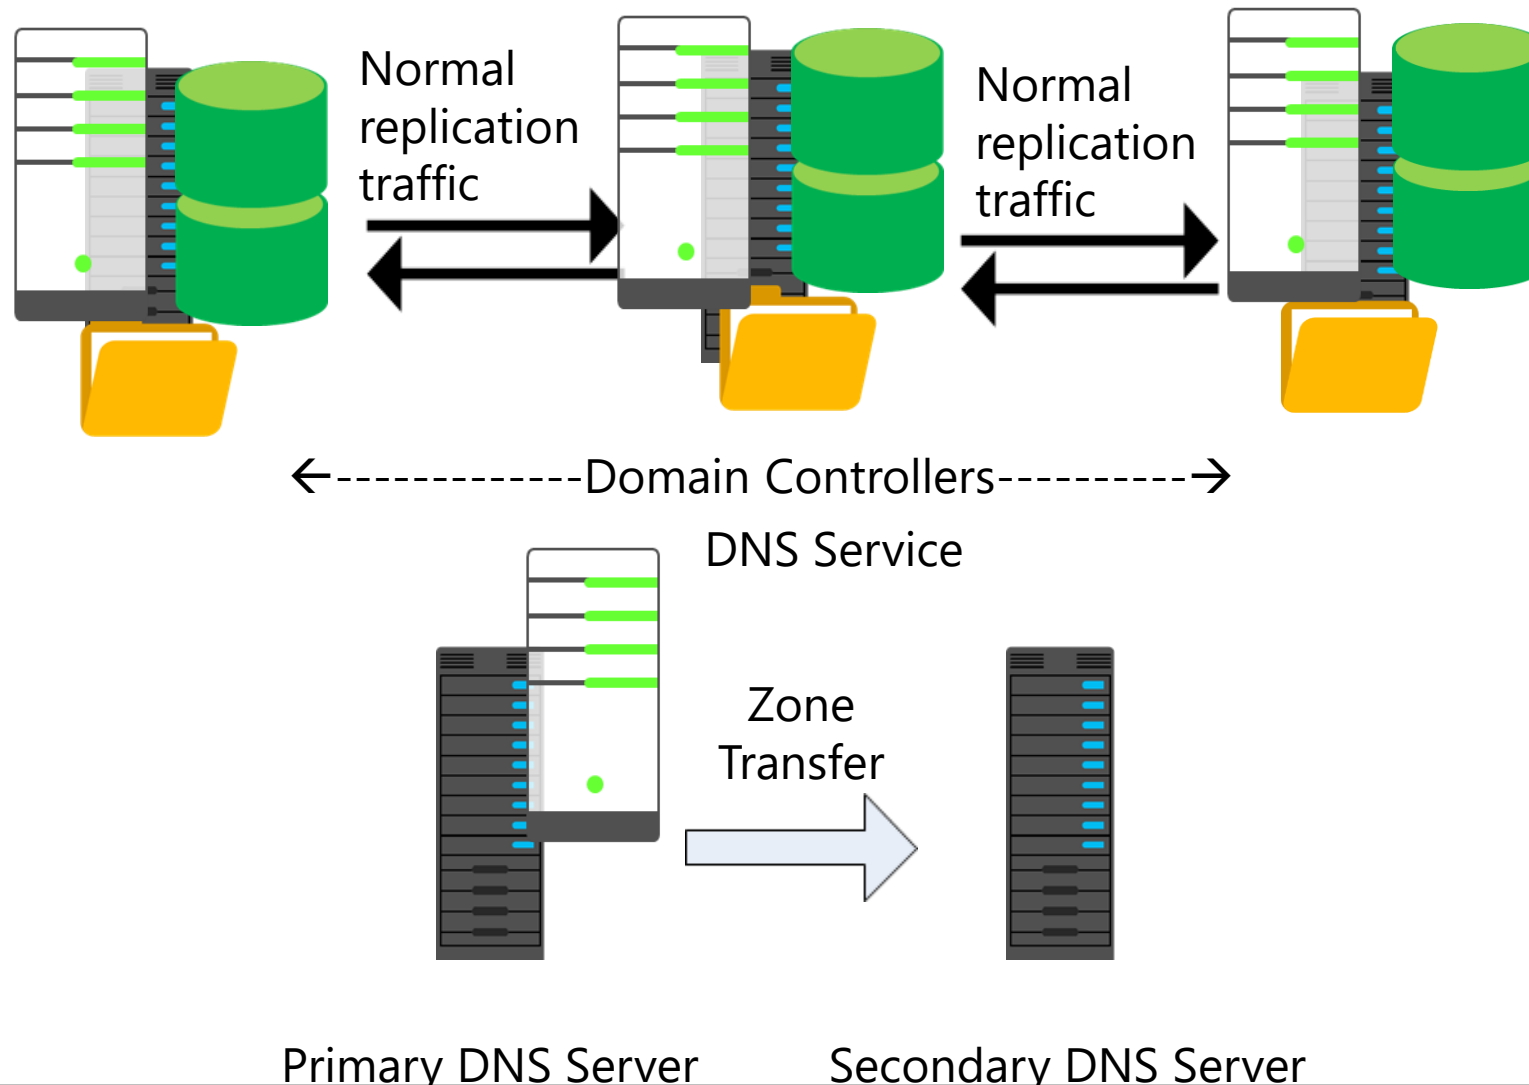 Normal
replication
traffic
Normal
replication
traffic
←-------------Domain Controllers----------→
DNS Service
Zone
Transfer
Primary DNS Server
Secondary DNS Server